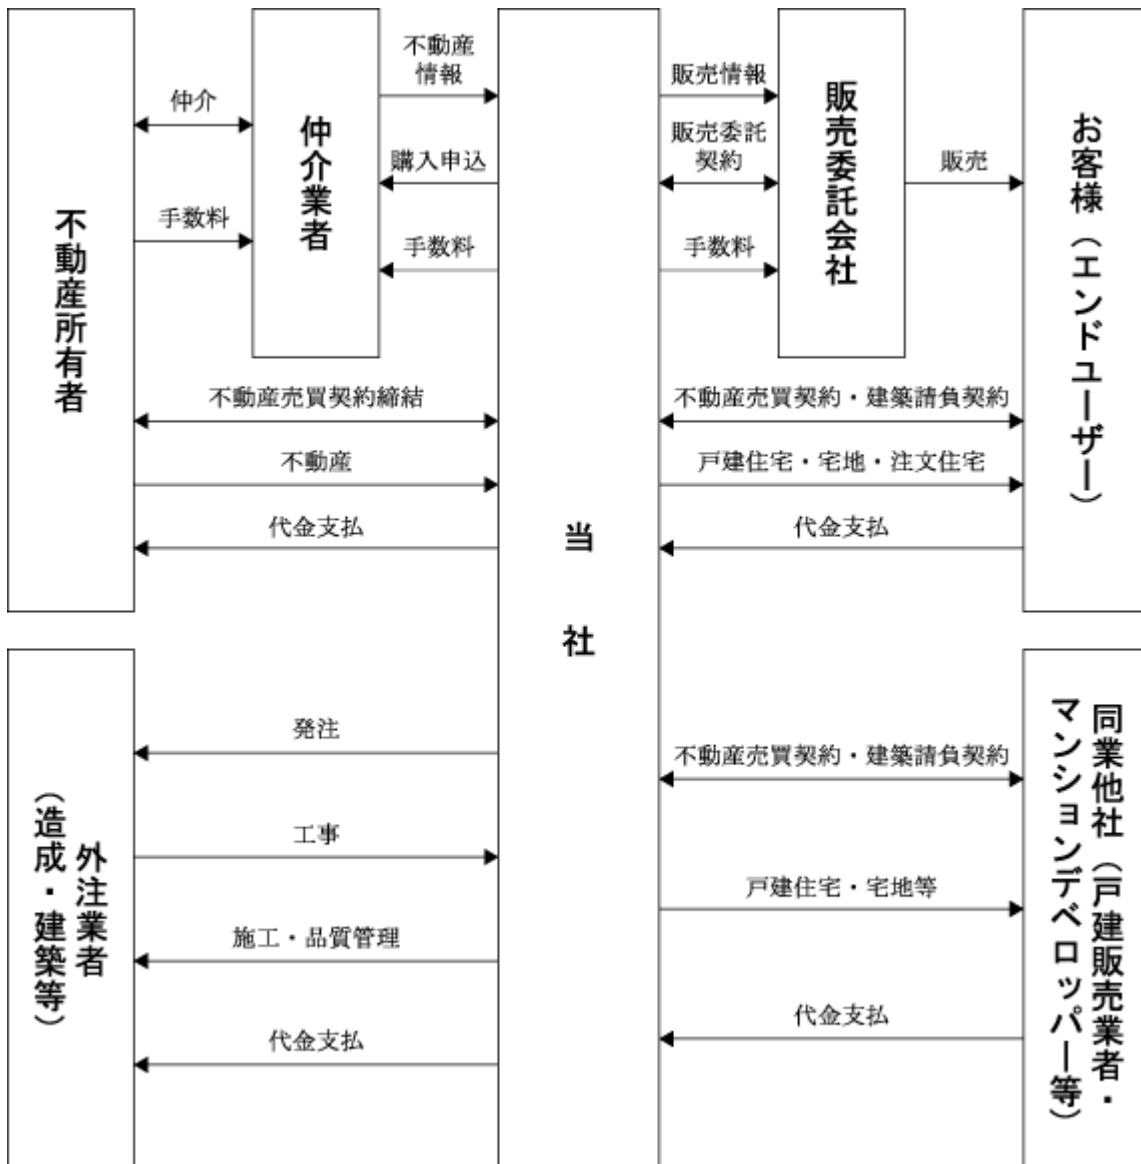 不動産所有者
仲介
手数料
仲介業者
不動産
情報
購入申込
手数料
不動産売買契約締結
不動産
代金支払
当社
販売情報
販売委託
契約
手数料
販売委託会社
販売
お客様（エンドユーザー）
不動産売買契約・建築請負契約
戸建住宅・宅地・注文住宅
代金支払
外注業者
（造成・建築等）
発注
工事
施工・品質管理
代金支払
不動産売買契約・建築請負契約
戸建住宅・宅地等
代金支払
同業他社（戸建販売業者・
マンションデベロッパー等）